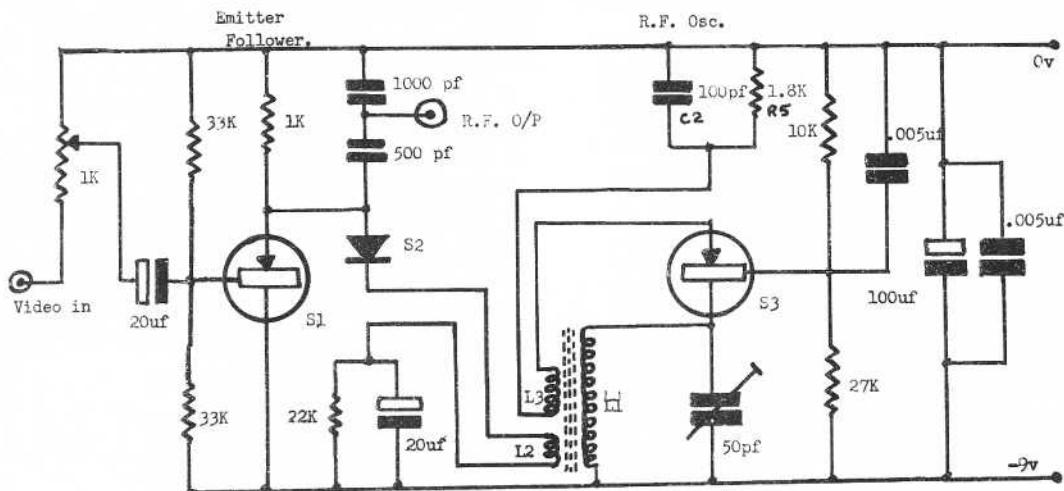 Emitter
Follower.
R.F. Osc.
0v
1000 pf
R.F. O/P
500 pf
33K
1K
1K
100pf
C2
1.8K
R5
10K
.005uf
.005uf
S2
S1
S3
Video in
20uf
100uf
33K
22K
20uf
L3
L2
L1
50pf
27K
-9v